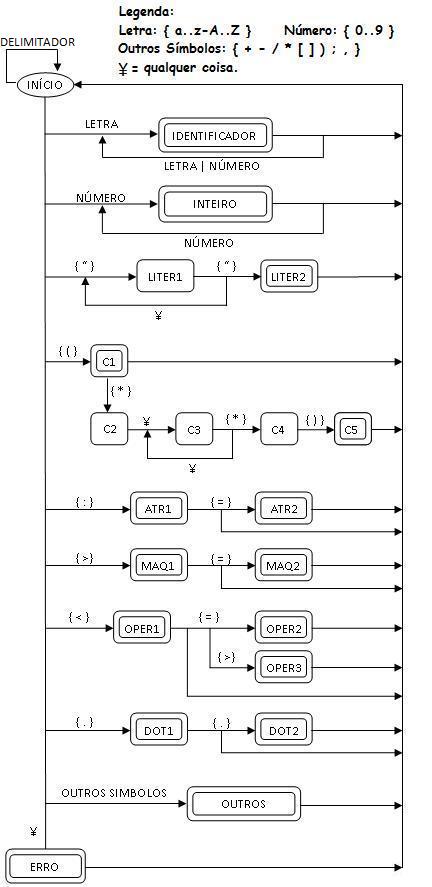 Legenda:
Letra: { a..z-A..Z } Número: { 0..9 }
Outros Símbolos: { + - / * [ ] ) ; , }
¥ = qualquer coisa.
DELIMITADOR
INÍCIO
LETRA
IDENTIFICADOR
LETRA | NÚMERO
NÚMERO
INTEIRO
NÚMERO
{ " }
LITER1
{ " }
LITER2
¥
{ ( }
C1
{ * }
C2
¥
C3
{ * }
C4
{ ) }
C5
¥
{ : }
ATR1
{ = }
ATR2
{ > }
MAQ1
{ = }
MAQ2
{ < }
OPER1
{ = }
OPER2
{ > }
OPER3
{ . }
DOT1
{ . }
DOT2
OUTROS SIMBOLOS
OUTROS
¥
ERRO